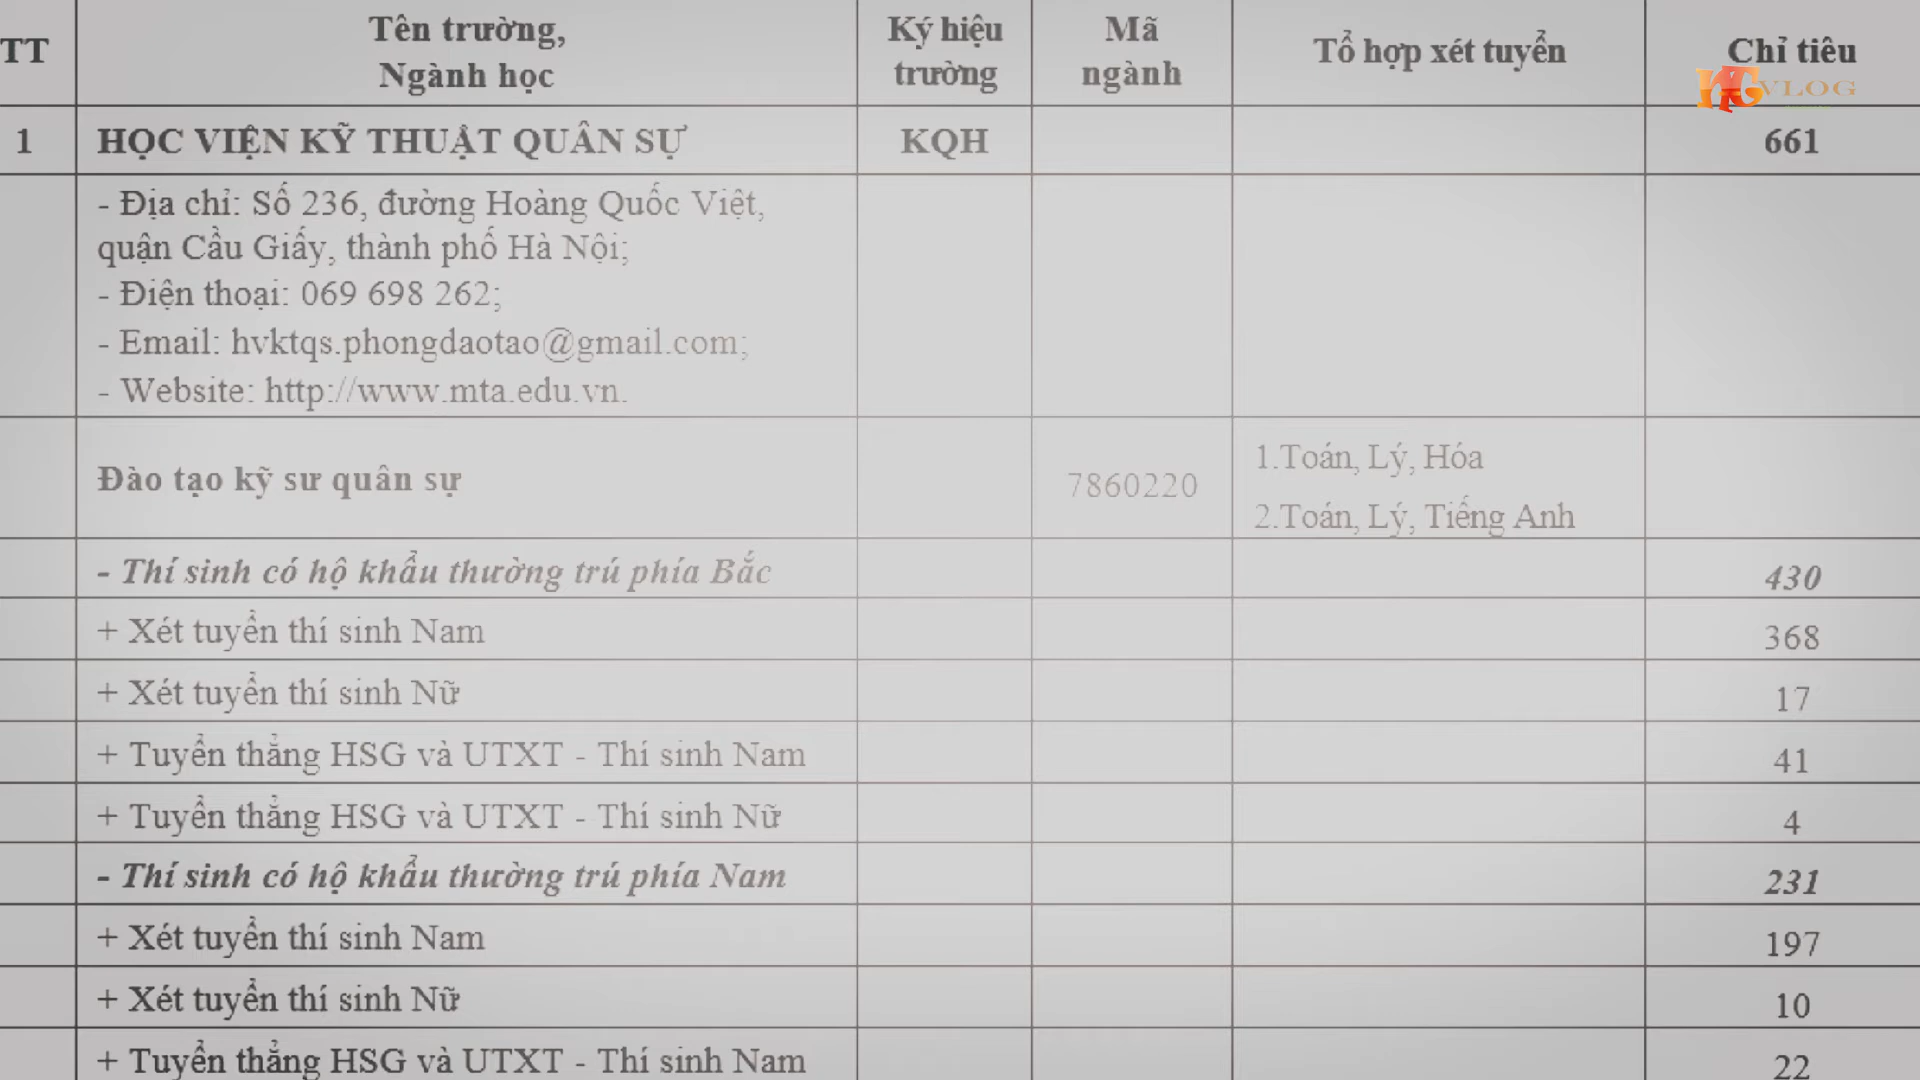 TT
Tên trường,
Ngành học
Ký hiệu
trường
Mã
ngành
Tổ hợp xét tuyển
Chỉ tiêu
NG VLOG
1 HỌC VIỆN KỸ THUẬT QUÂN SỰ KQH 661
- Địa chỉ: Số 236, đường Hoàng Quốc Việt,
quận Cầu Giấy, thành phố Hà Nội;
- Điện thoại: 069 698 262;
- Email: hvktqs.phongdaotao@gmail.com;
- Website: http://www.mta.edu.vn.
Đào tạo kỹ sư quân sự 7860220
1.Toán, Lý, Hóa
2.Toán, Lý, Tiếng Anh
- Thí sinh có hộ khẩu thường trú phía Bắc 430
+ Xét tuyển thí sinh Nam 368
+ Xét tuyển thí sinh Nữ 17
+ Tuyển thẳng HSG và UTXT - Thí sinh Nam 41
+ Tuyển thẳng HSG và UTXT - Thí sinh Nữ 4
- Thí sinh có hộ khẩu thường trú phía Nam 231
+ Xét tuyển thí sinh Nam 197
+ Xét tuyển thí sinh Nữ 10
+ Tuyển thẳng HSG và UTXT - Thí sinh Nam 22